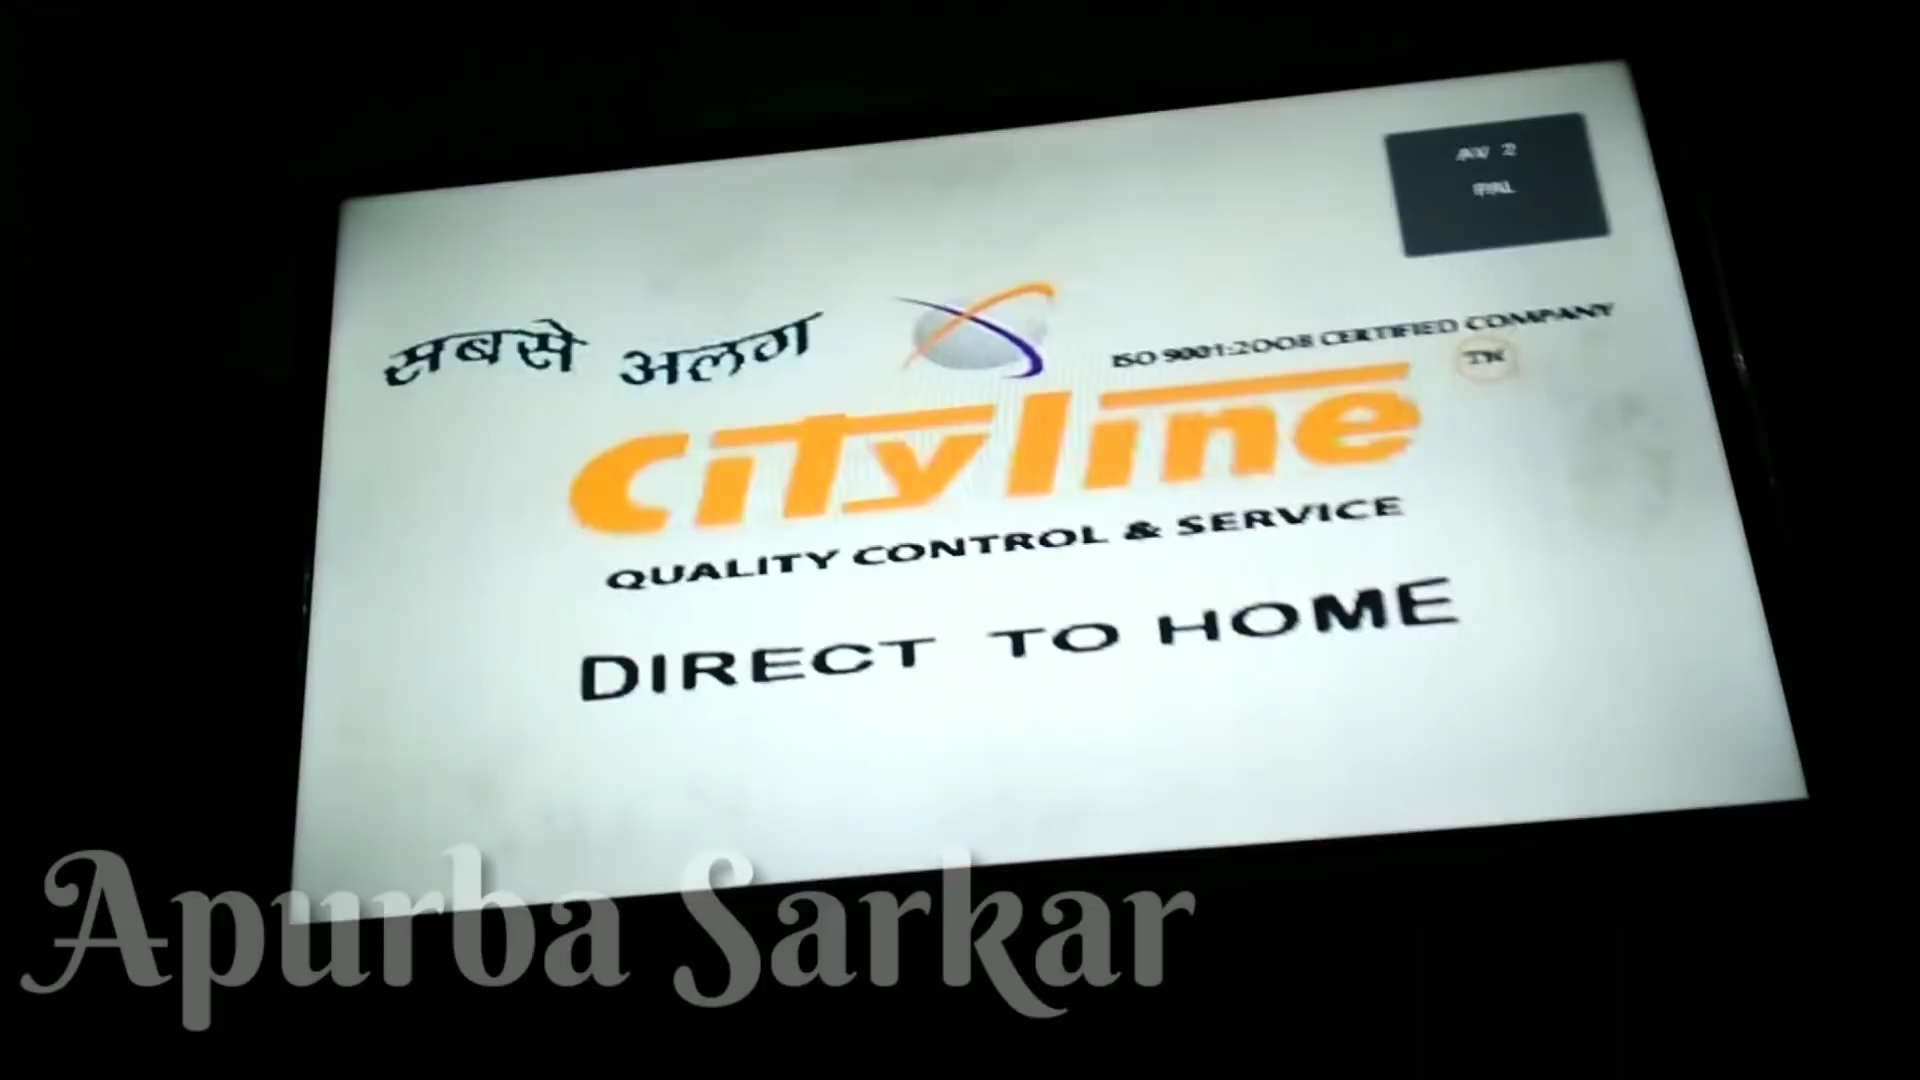 AV 2
PAL
सबसे अलग
ISO 9001:2008 CERTIFIED COMPANY
TM
Cityline
QUALITY CONTROL & SERVICE
DIRECT TO HOME
Apurba Sarkar